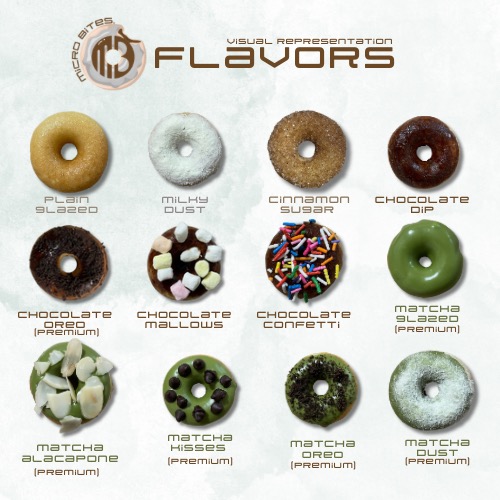 MICRO BITES
MB
VISUAL REPRESENTATION
FLAVORS
PLAIN
GLAZED
MILKY
DUST
CINNAMON
SUGAR
CHOCOLATE
DIP
CHOCOLATE
OREO
(PREMIUM)
CHOCOLATE
MALLOWS
CHOCOLATE
CONFETTI
MATCHA
GLAZED
(PREMIUM)
MATCHA
ALACAPONE
(PREMIUM)
MATCHA
KISSES
(PREMIUM)
MATCHA
OREO
(PREMIUM)
MATCHA
DUST
(PREMIUM)